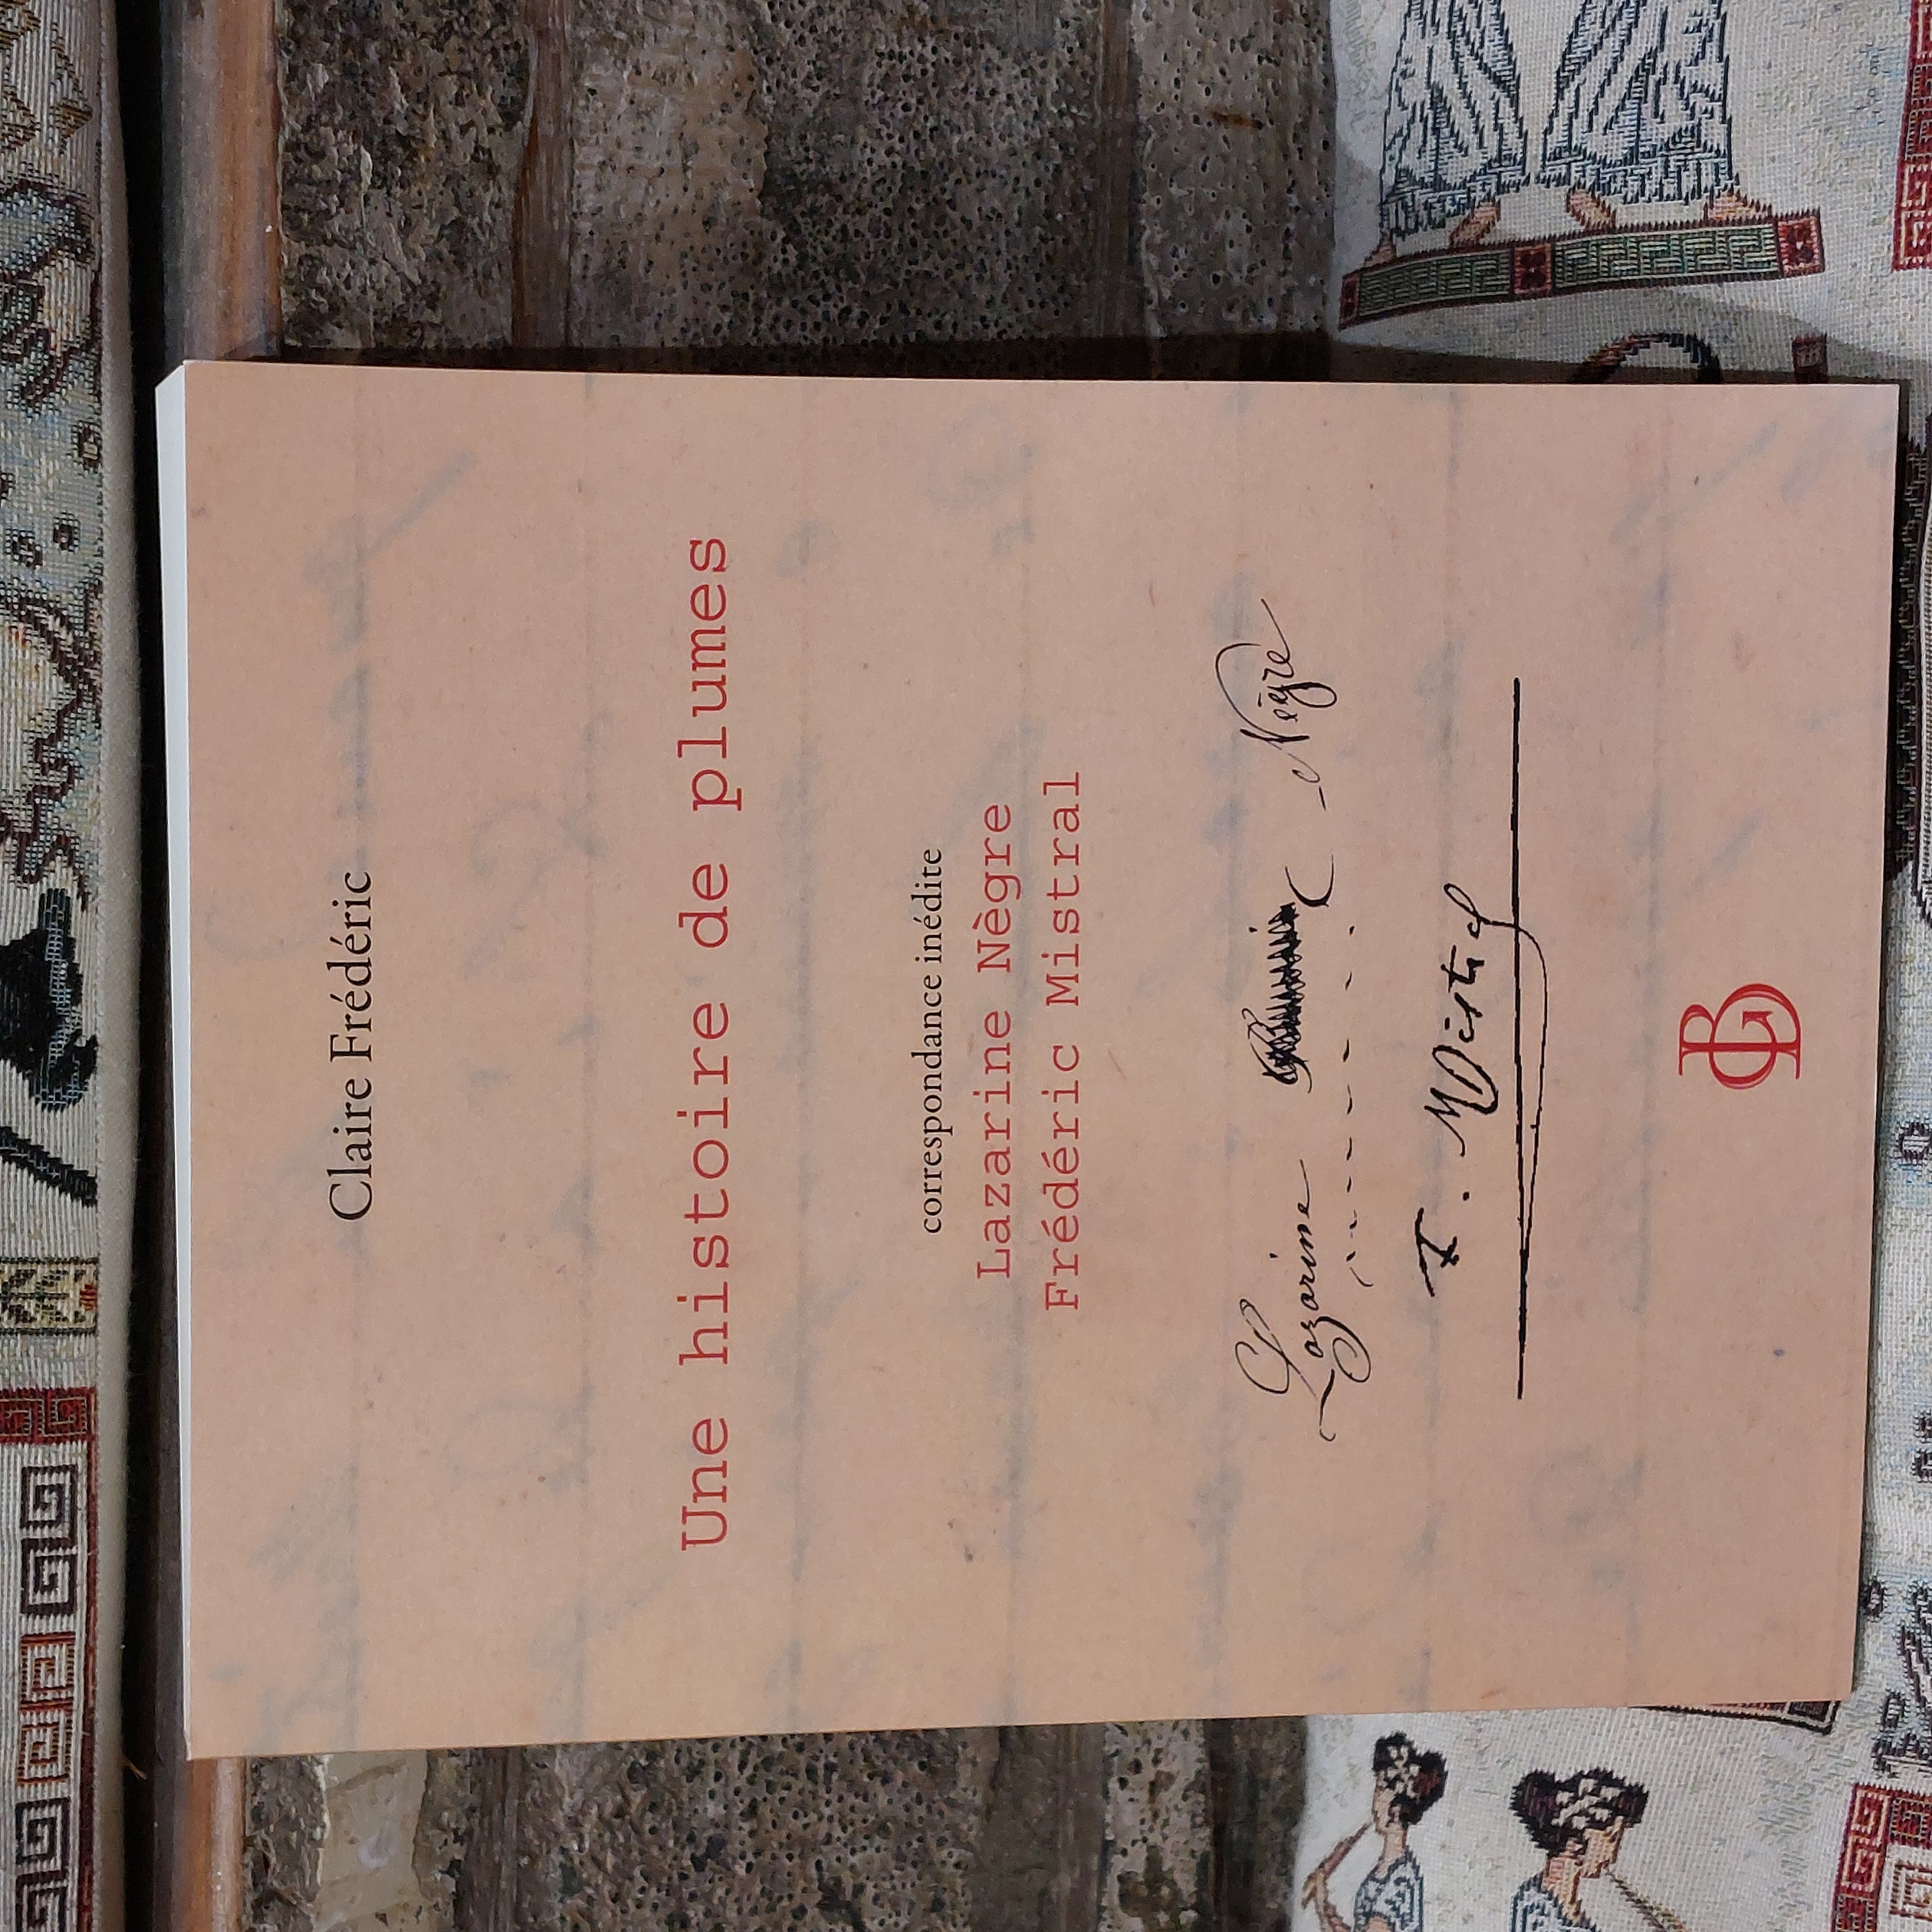 Claire Frédéric
Une histoire de plumes
correspondance inédite
Lazarine Nègre
Frédéric Mistral
Lazarine Nègre
F. Mistral